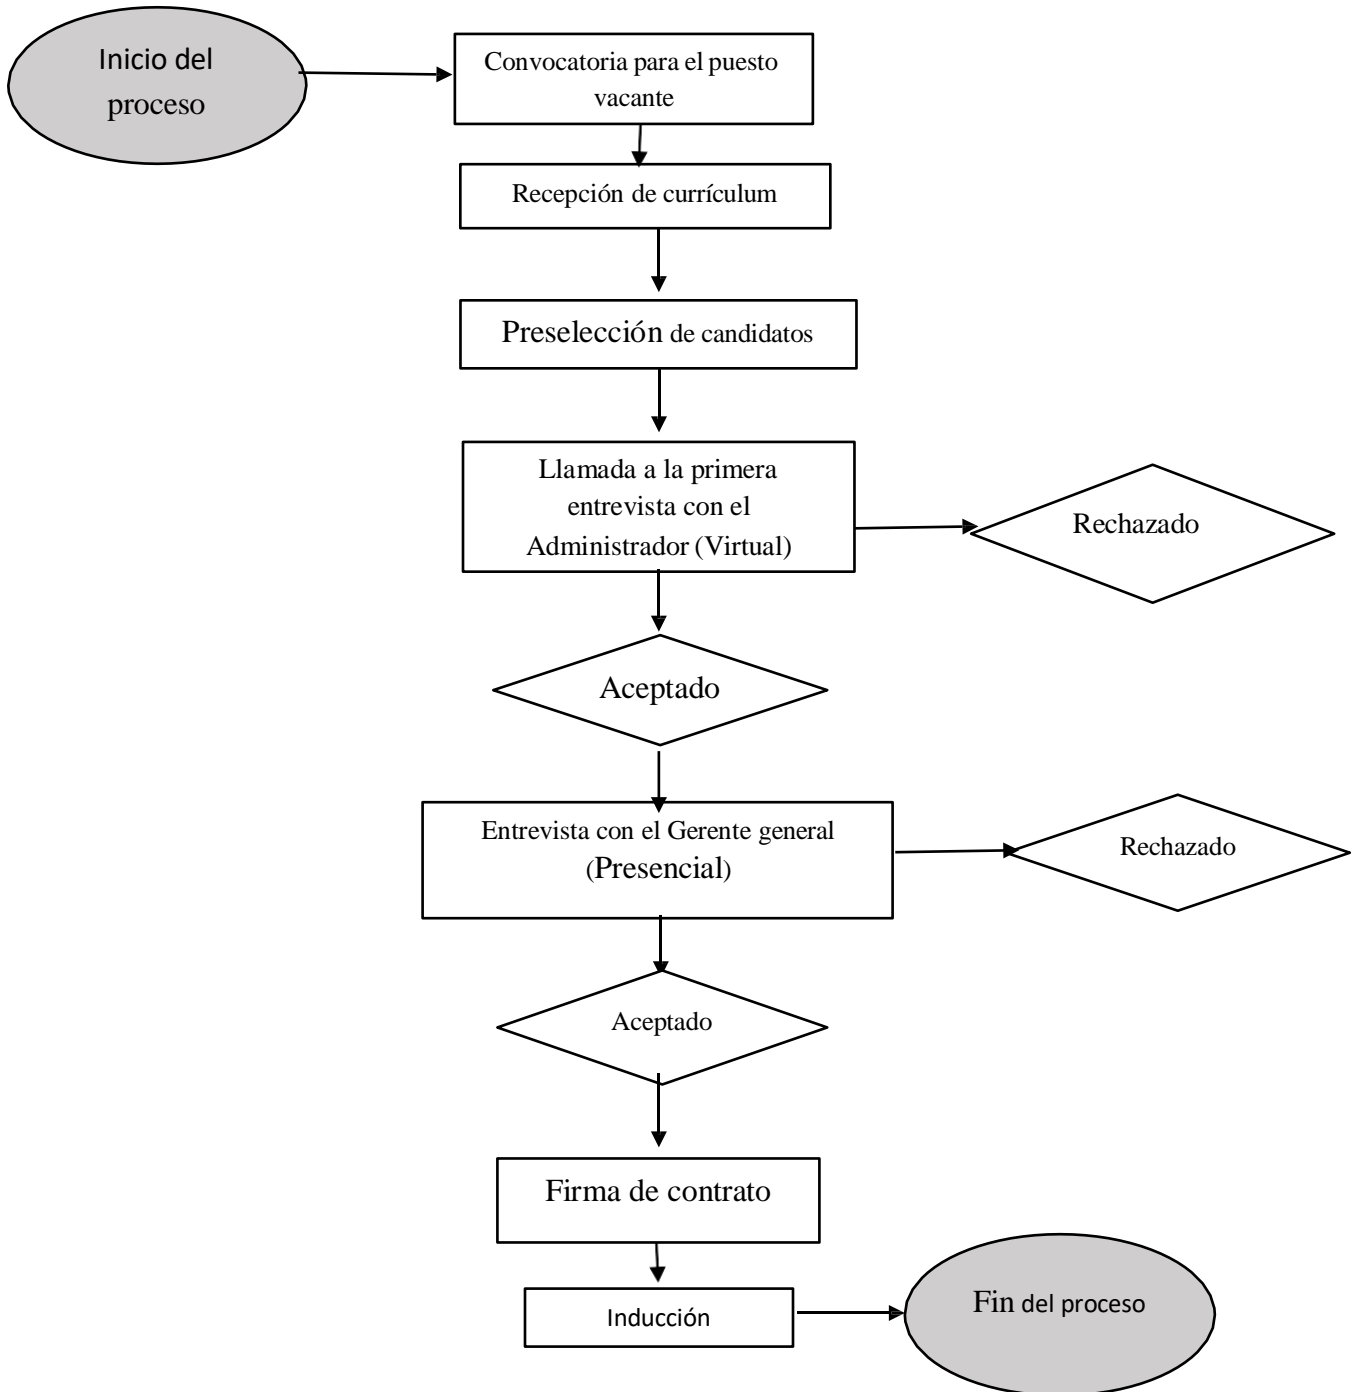 Inicio del
proceso
Convocatoria para el puesto
vacante
Recepción de currículum
Preselección de candidatos
Llamada a la primera
entrevista con el
Administrador (Virtual)
Rechazado
Aceptado
Entrevista con el Gerente general
(Presencial)
Rechazado
Aceptado
Firma de contrato
Inducción
Fin del proceso